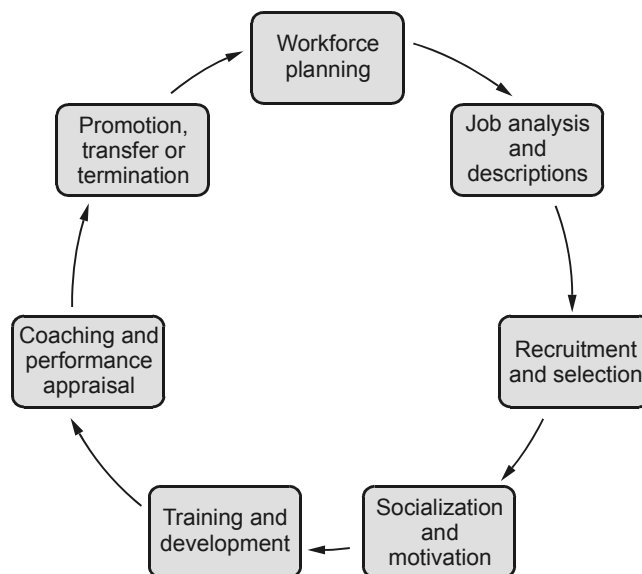 Workforce
planning
Job analysis
and
descriptions
Recruitment
and selection
Socialization
and
motivation
Training and
development
Coaching and
performance
appraisal
Promotion,
transfer or
termination